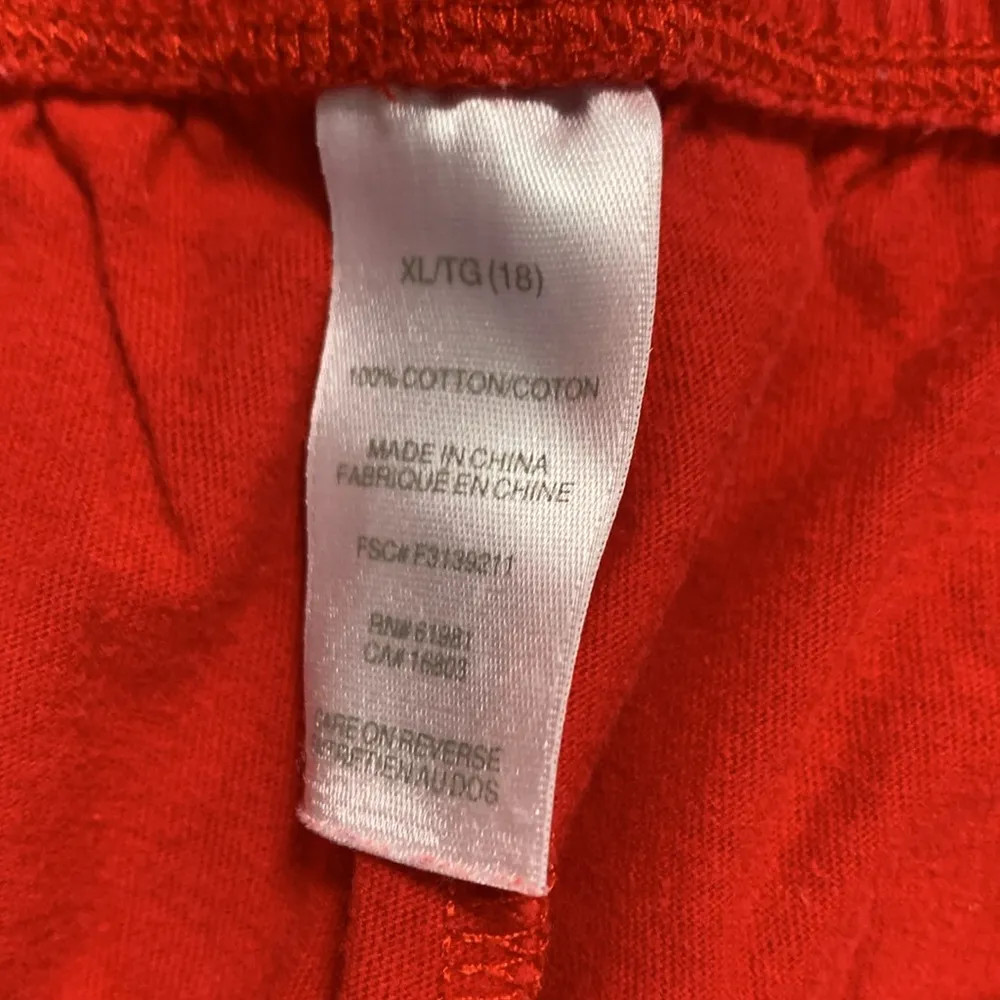 XL/TG (18)
100% COTTON/COTON
MADE IN CHINA
FABRIQUE EN CHINE
FSC# F3139211
RN# 61981
CA# 16803
CARE ON REVERSE
ENTRETIEN AU DOS